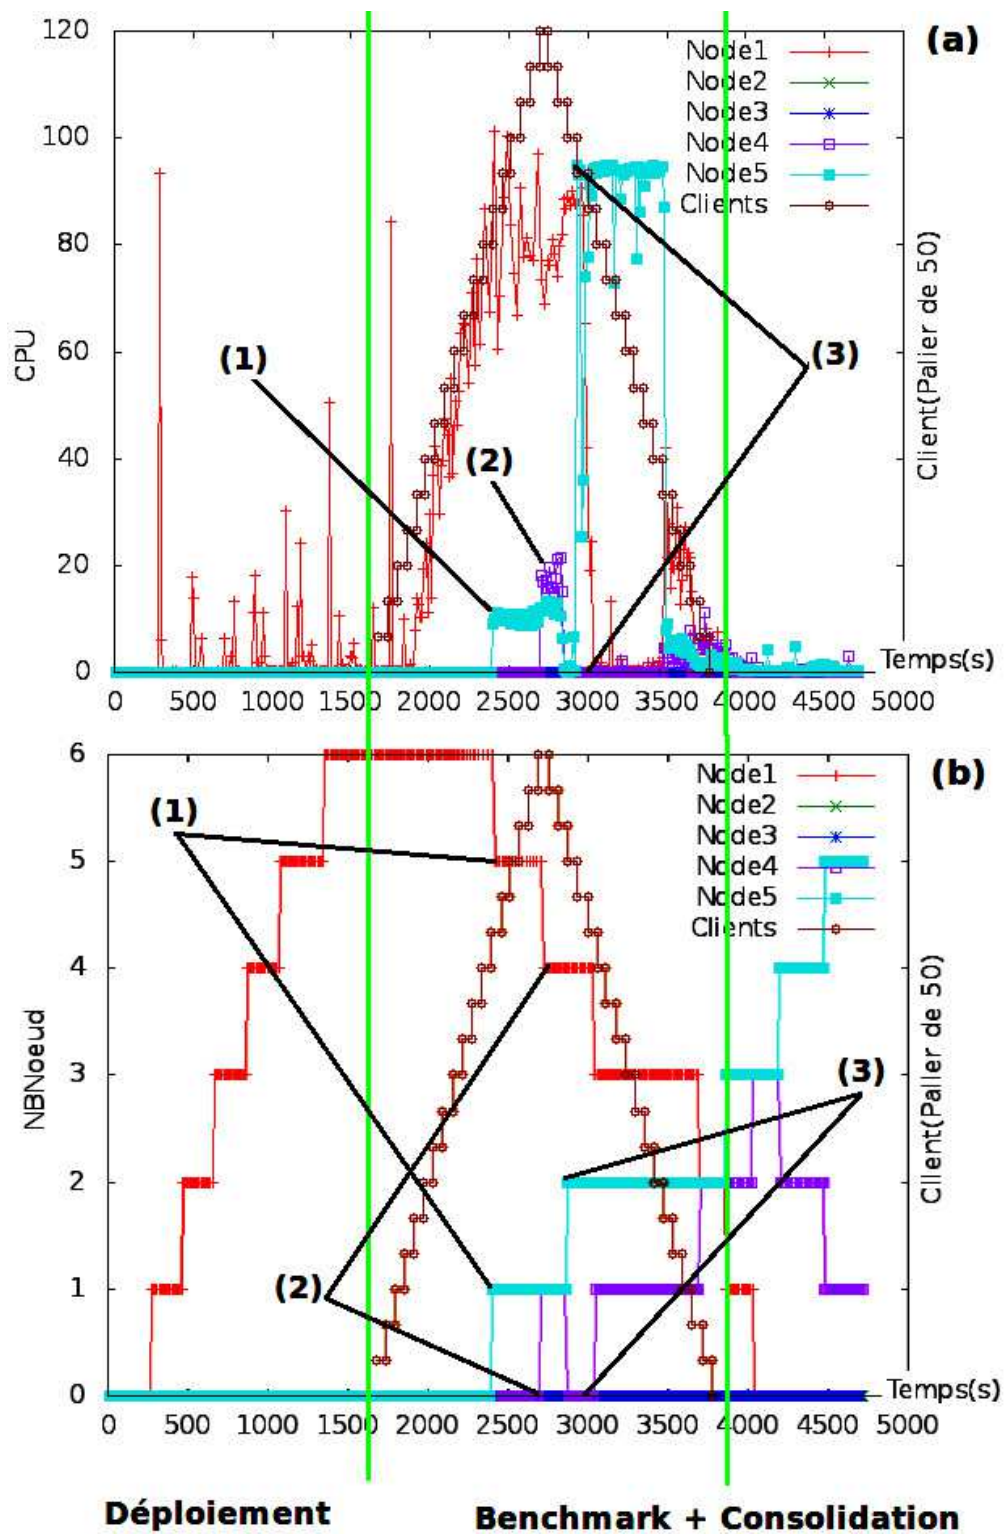 120
100
80
60
40
20
0
CPU
(a)
Node1
Node2
Node3
Node4
Node5
Clients
Client(Palier de 50)
(1)
(2)
(3)
Temps(s)
0 500 1000 1500 2000 2500 3000 3500 4000 4500 5000
6
5
4
3
2
1
0
NBNoeud
(b)
Node1
Node2
Node3
Node4
Node5
Clients
Client(Palier de 50)
(1)
(3)
(2)
Temps(s)
0 500 1000 1500 2000 2500 3000 3500 4000 4500 5000
Déploiement
Benchmark + Consolidation